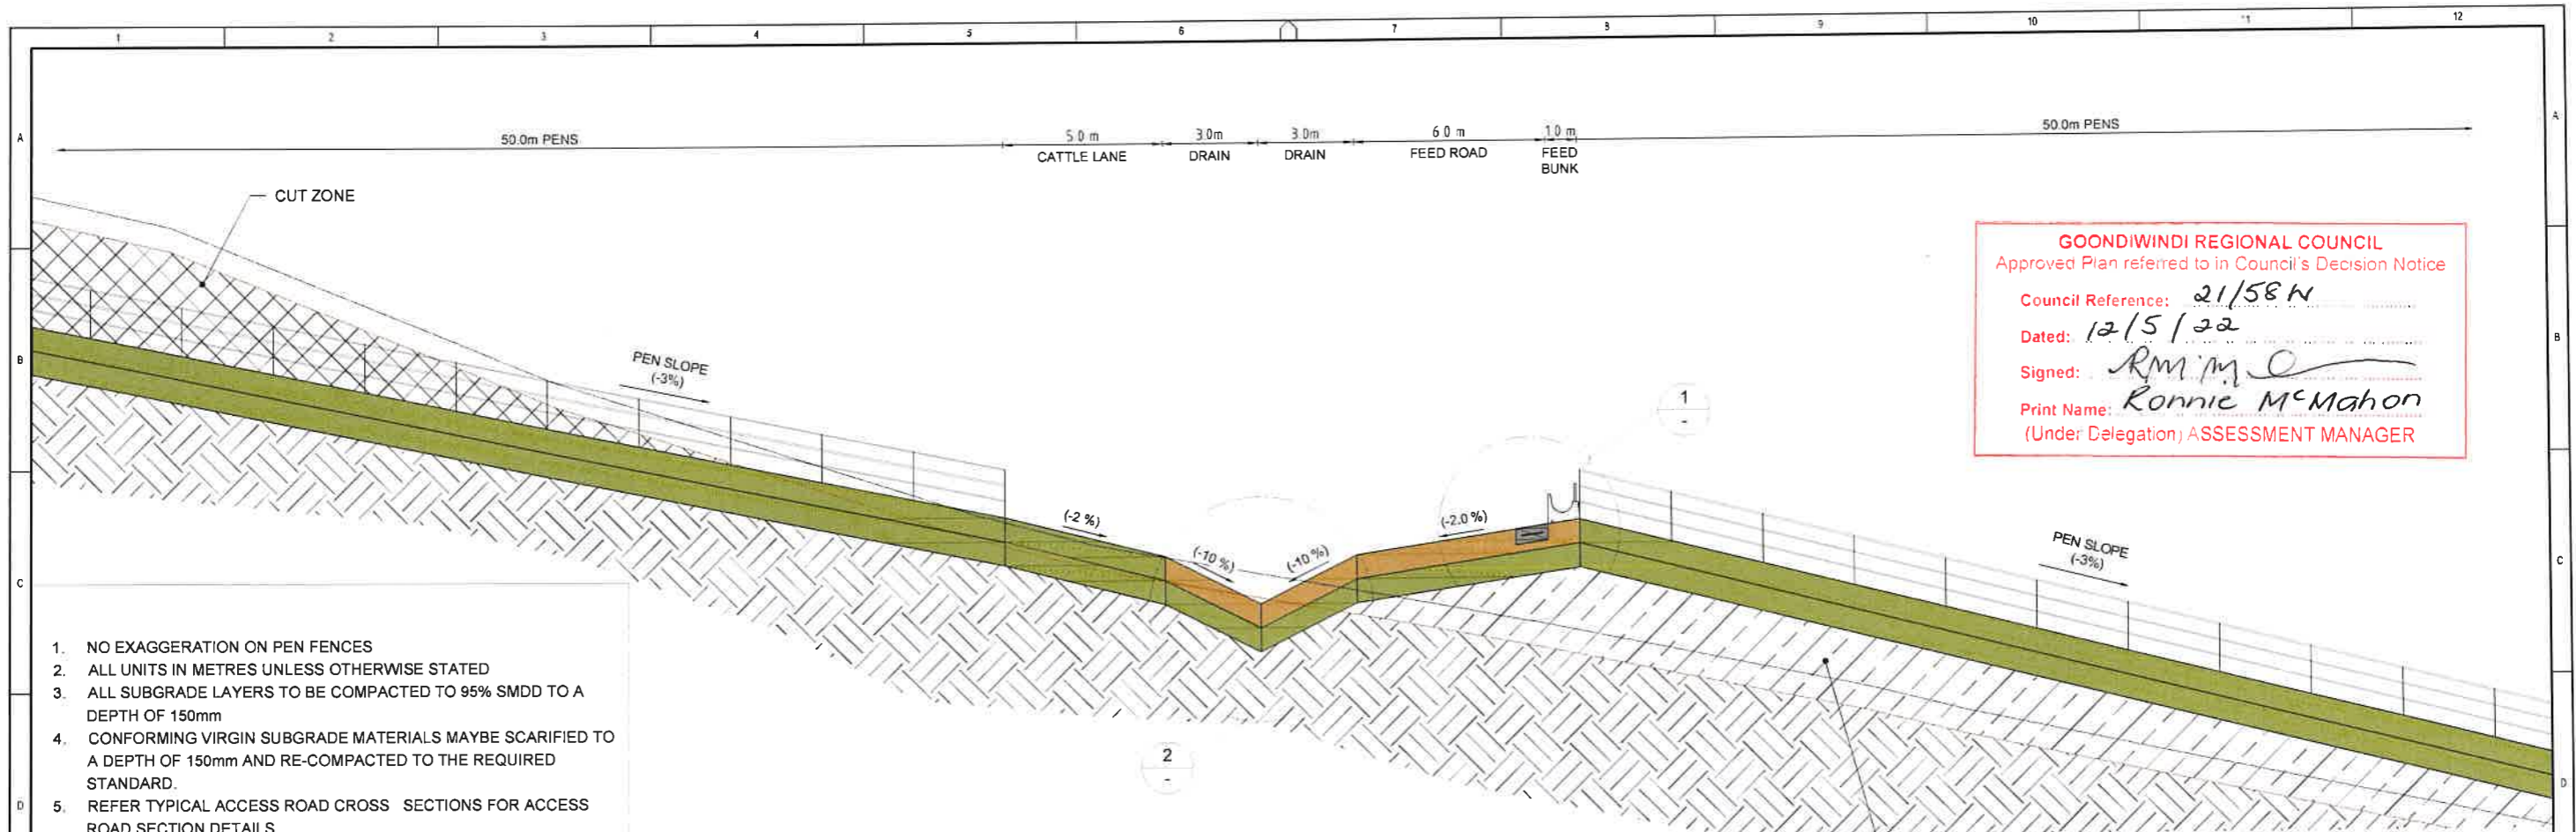 1 2 3 4 5 6 7 8 9 10 11 12
A
A
50.0m PENS
5.0 m
CATTLE LANE
3.0m
DRAIN
3.0m
DRAIN
6.0 m
FEED ROAD
1.0 m
FEED
BUNK
50.0m PENS
CUT ZONE
GOONDIWINDI REGIONAL COUNCIL
Approved Plan referred to in Council's Decision Notice
Council Reference: 21/58W
Dated: 12/5/22
Signed:
Print Name: Ronnie McMahon
(Under Delegation) ASSESSMENT MANAGER
B
B
PEN SLOPE
(-3%)
1
-
(-2 %)
(-10 %)
(-10 %)
(-2.0 %)
PEN SLOPE
(-3%)
C
C
1. NO EXAGGERATION ON PEN FENCES
2. ALL UNITS IN METRES UNLESS OTHERWISE STATED
3. ALL SUBGRADE LAYERS TO BE COMPACTED TO 95% SMDD TO A
DEPTH OF 150mm
4. CONFORMING VIRGIN SUBGRADE MATERIALS MAYBE SCARIFIED TO
A DEPTH OF 150mm AND RE-COMPACTED TO THE REQUIRED
STANDARD.
5. REFER TYPICAL ACCESS ROAD CROSS SECTIONS FOR ACCESS
ROAD SECTION DETAILS
2
-
D
D